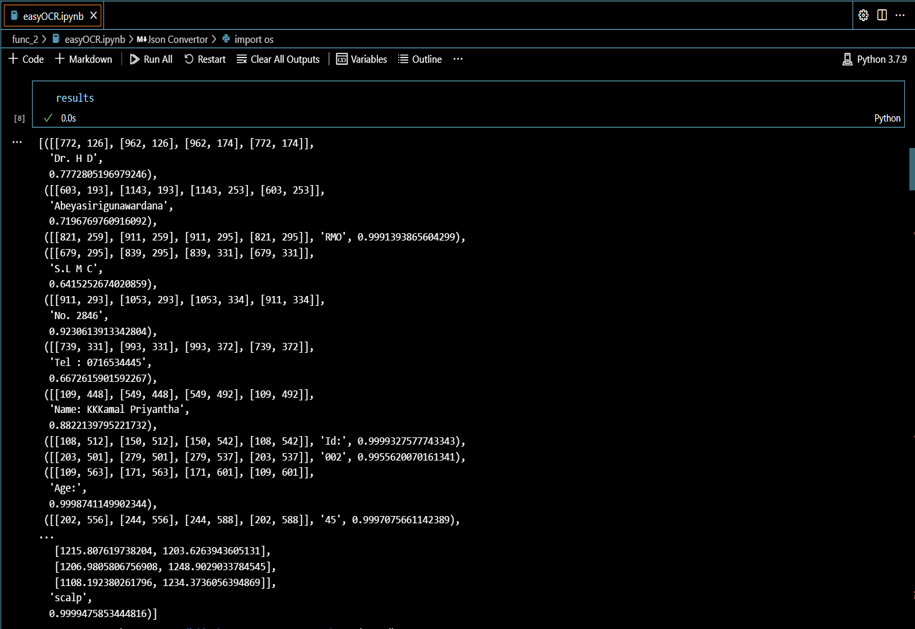 easyOCR.ipynb
func_2 > easyOCR.ipynb > M↓Json Convertor > import os
+ Code + Markdown | Run All Restart Clear All Outputs | Variables Outline ... Python 3.7.9
results
[8] 0.0s Python
... [([[772, 126], [962, 126], [962, 174], [772, 174]],
'Dr. H D',
0.7772805196979246),
([[603, 193], [1143, 193], [1143, 253], [603, 253]],
'Abeyasirigunawardana',
0.7196769760916092),
([[821, 259], [911, 259], [911, 295], [821, 295]], 'RMO', 0.9991393865604299),
([[679, 295], [839, 295], [839, 331], [679, 331]],
'S.L M C',
0.6415252674020859),
([[911, 293], [1053, 293], [1053, 334], [911, 334]],
'No. 2846',
0.9230613913342804),
([[739, 331], [993, 331], [993, 372], [739, 372]],
'Tel : 0716534445',
0.6672615901592267),
([[109, 448], [549, 448], [549, 492], [109, 492]],
'Name: KKKamal Priyantha',
0.8822139795221732),
([[108, 512], [150, 512], [150, 542], [108, 542]], 'Id:', 0.9999327577743343),
([[203, 501], [279, 501], [279, 537], [203, 537]], '002', 0.9955620070161341),
([[109, 563], [171, 563], [171, 601], [109, 601]],
'Age:',
0.9998741149902344),
([[202, 556], [244, 556], [244, 588], [202, 588]], '45', 0.9997075661142389),
...
[1215.807619738204, 1203.6263943605131],
[1206.9805806756908, 1248.9029033784545],
[1108.192380261796, 1234.3736056394869]],
'scalp',
0.9999475853444816)]